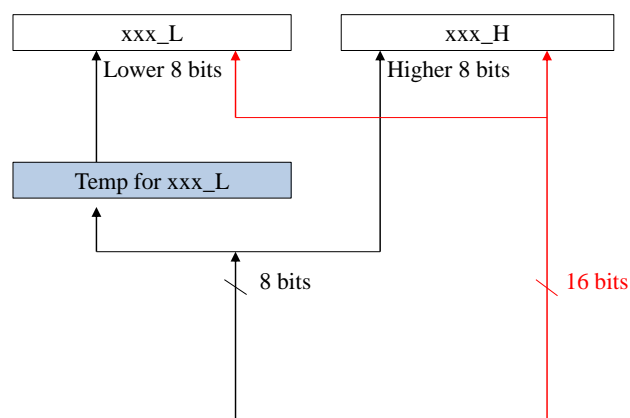 xxx_L
xxx_H
Lower 8 bits
Higher 8 bits
Temp for xxx_L
8 bits
16 bits